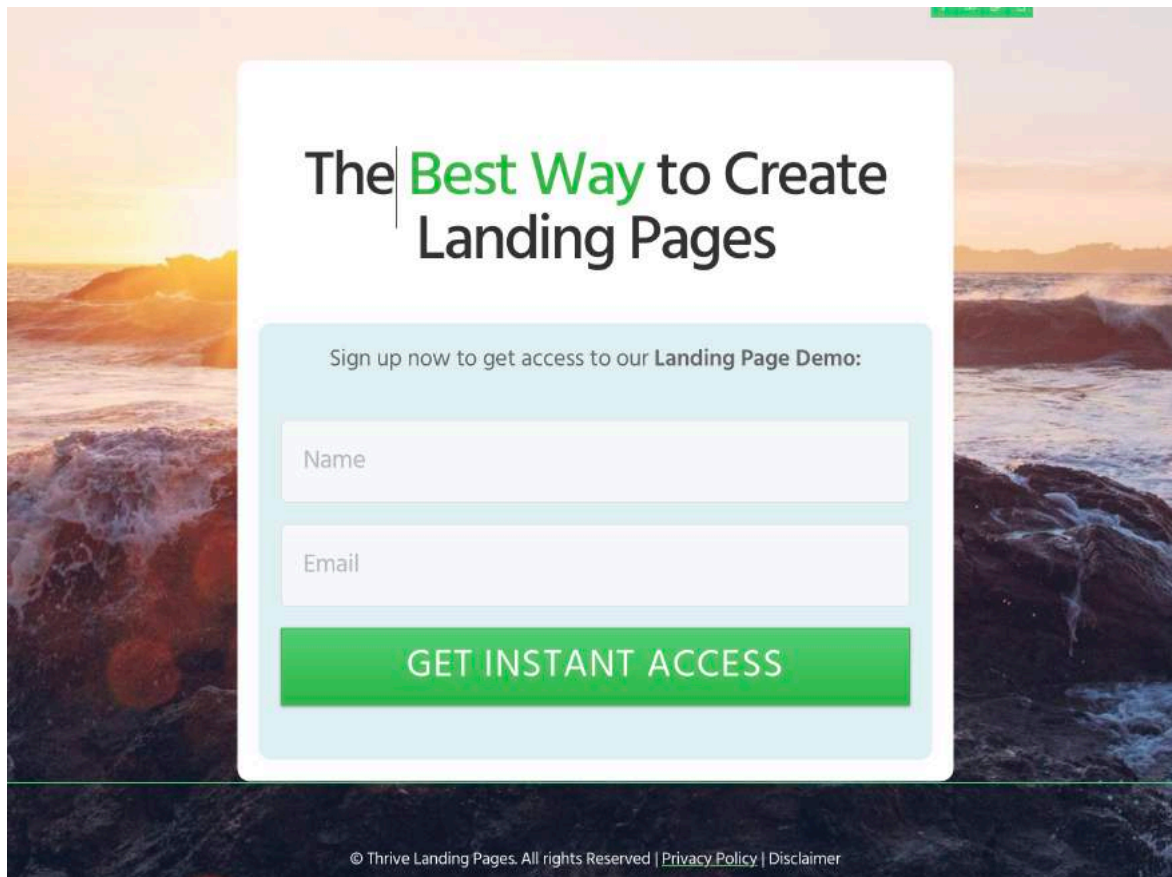 The Best Way to Create
Landing Pages
Sign up now to get access to our Landing Page Demo:
Name
Email
GET INSTANT ACCESS
© Thrive Landing Pages. All rights Reserved | Privacy Policy | Disclaimer